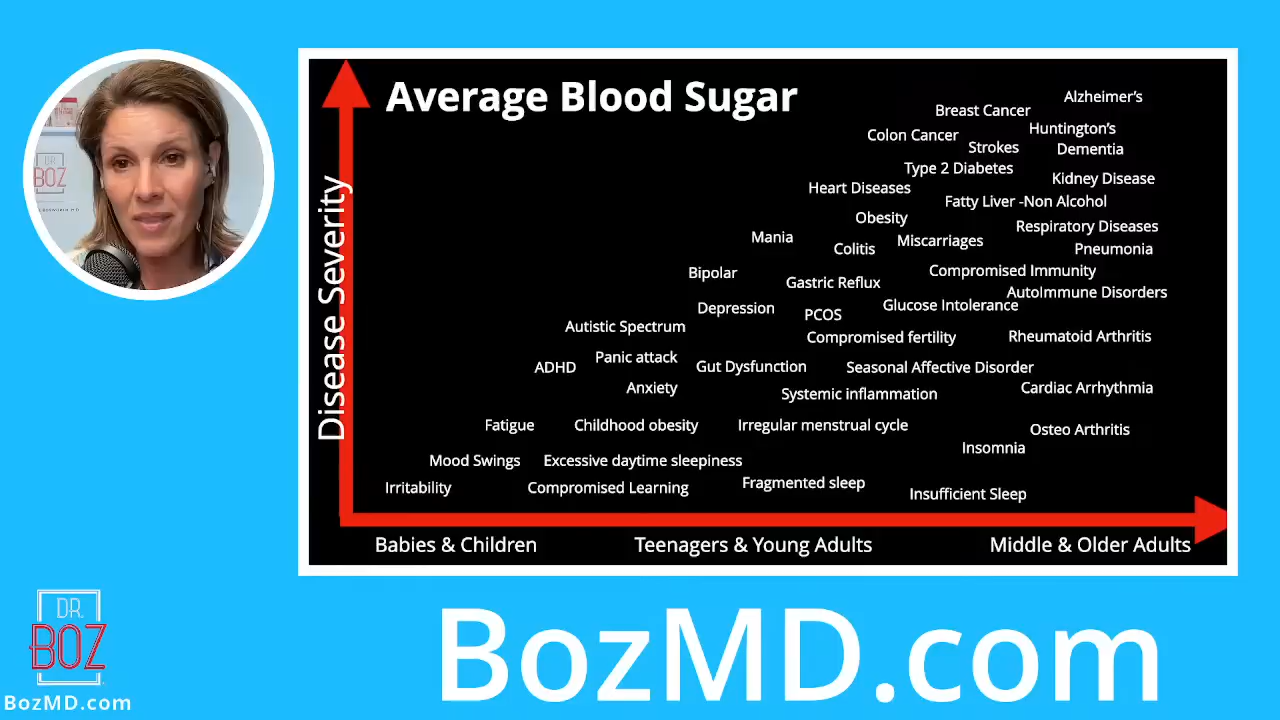 Average Blood Sugar
Disease Severity
Alzheimer's
Breast Cancer
Huntington's
Colon Cancer
Strokes
Dementia
Type 2 Diabetes
Kidney Disease
Heart Diseases
Fatty Liver -Non Alcohol
Obesity
Respiratory Diseases
Mania
Miscarriages
Colitis
Pneumonia
Bipolar
Compromised Immunity
Gastric Reflux
AutoImmune Disorders
Depression
Glucose Intolerance
PCOS
Autistic Spectrum
Compromised fertility
Rheumatoid Arthritis
ADHD
Panic attack
Gut Dysfunction
Seasonal Affective Disorder
Anxiety
Systemic inflammation
Cardiac Arrhythmia
Fatigue
Childhood obesity
Irregular menstrual cycle
Osteo Arthritis
Insomnia
Mood Swings
Excessive daytime sleepiness
Irritability
Compromised Learning
Fragmented sleep
Insufficient Sleep
Babies & Children
Teenagers & Young Adults
Middle & Older Adults
DR.
BOZ
DR.
BOZ
BozMD.com
BozMD.com